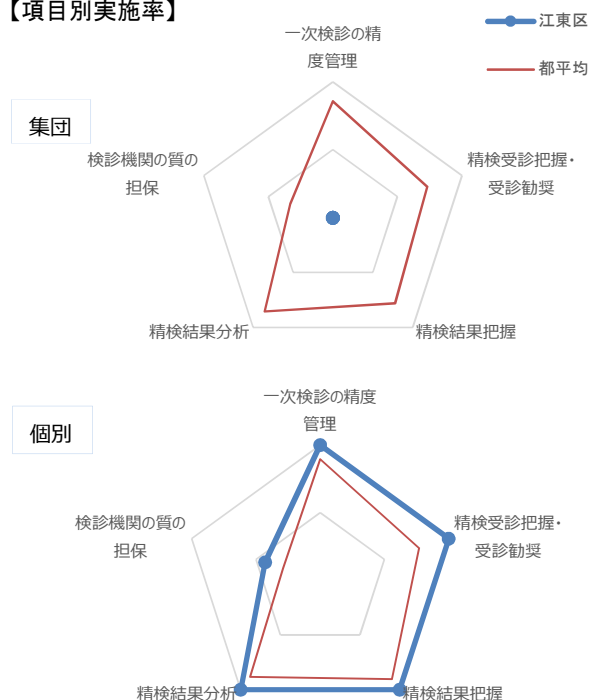 【項目別実施率】
江東区
都平均
集団
一次検診の精
度管理
精検受診把握・
受診勧奨
精検結果把握
精検結果分析
検診機関の質の
担保
個別
一次検診の精度
管理
精検受診把握・
受診勧奨
精検結果把握
精検結果分析
検診機関の質の
担保